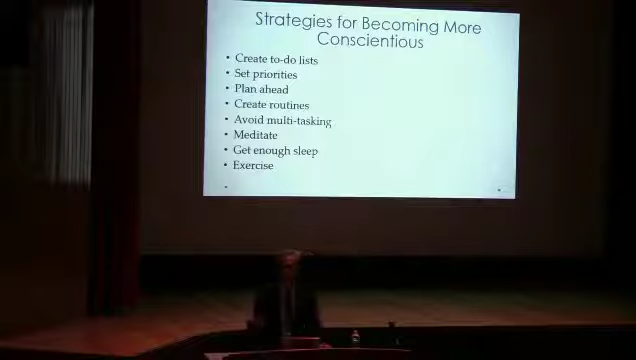 Strategies for Becoming More
Conscientious
• Create to-do lists
• Set priorities
• Plan ahead
• Create routines
• Avoid multi-tasking
• Meditate
• Get enough sleep
• Exercise